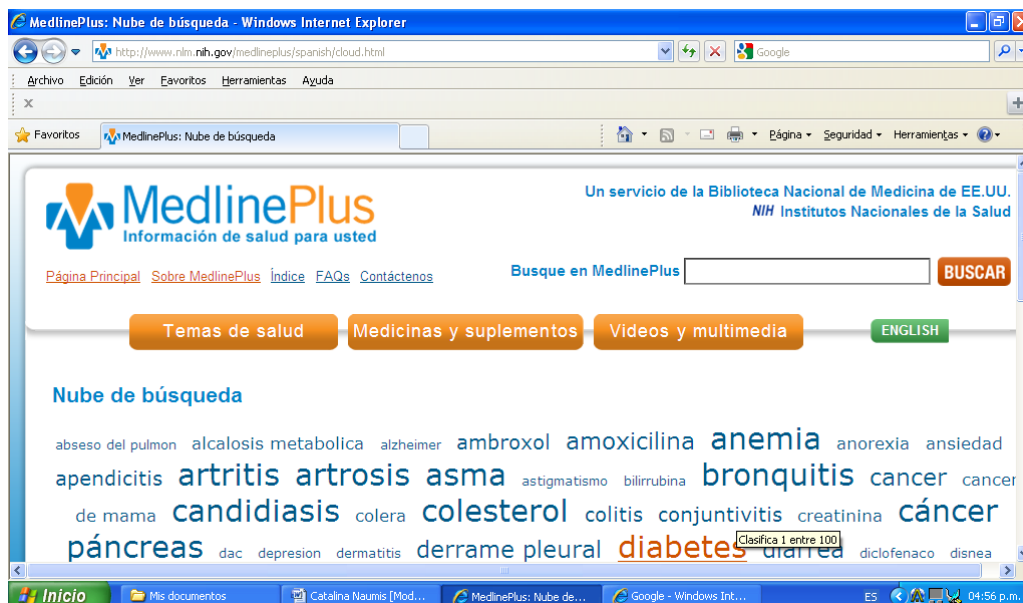 MedlinePlus: Nube de búsqueda - Windows Internet Explorer
http://www.nlm.nih.gov/medlineplus/spanish/cloud.html
Google
Archivo Edición Ver Favoritos Herramientas Ayuda
x
Favoritos MedlinePlus: Nube de búsqueda Página Seguridad Herramientas
MedlinePlus
Información de salud para usted
Un servicio de la Biblioteca Nacional de Medicina de EE.UU.
NIH Institutos Nacionales de la Salud
Página Principal Sobre MedlinePlus Índice FAQs Contáctenos
Busque en MedlinePlus BUSCAR
Temas de salud Medicinas y suplementos Videos y multimedia ENGLISH
Nube de búsqueda
abseso del pulmon alcalosis metabolica alzheimer ambroxol amoxicilina anemia anorexia ansiedad
apendicitis artritis artrosis asma astigmatismo bilirrubina bronquitis cancer cancer
de mama candidiasis colera colesterol colitis conjuntivitis creatinina cáncer
páncreas dac depresion dermatitis derrame pleural diabetes diarrea diclofenaco disnea
Clasifica 1 entre 100
Inicio Mis documentos Catalina Naumis [Mod... MedlinePlus: Nube de... Google - Windows Int... ES 04:56 p.m.